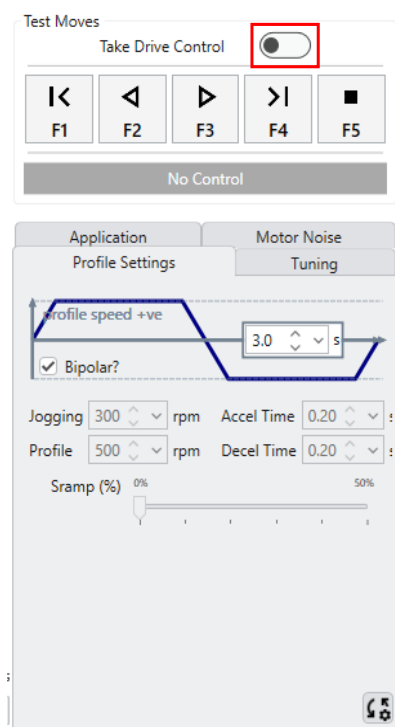 Test Moves
Take Drive Control
F1 F2 F3 F4 F5
No Control
Application Motor Noise
Profile Settings Tuning
profile speed +ve
3.0 s
Bipolar?
Jogging 300 rpm Accel Time 0.20 s
Profile 500 rpm Decel Time 0.20 s
Sramp (%) 0% 50%